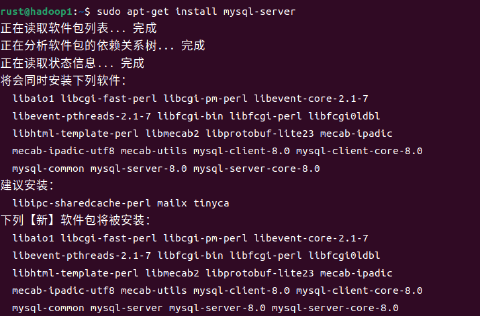 rust@hadoop1:~$ sudo apt-get install mysql-server
正在读取软件包列表... 完成
正在分析软件包的依赖关系树... 完成
正在读取状态信息... 完成
将会同时安装下列软件：
libaio1 libcgi-fast-perl libcgi-pm-perl libevent-core-2.1-7
libevent-pthreads-2.1-7 libfcgi-bin libfcgi-perl libfcgi0ldbl
libhtml-template-perl libmecab2 libprotobuf-lite23 mecab-ipadic
mecab-ipadic-utf8 mecab-utils mysql-client-8.0 mysql-client-core-8.0
mysql-common mysql-server-8.0 mysql-server-core-8.0
建议安装：
libipc-sharedcache-perl mailx tinyca
下列【新】软件包将被安装：
libaio1 libcgi-fast-perl libcgi-pm-perl libevent-core-2.1-7
libevent-pthreads-2.1-7 libfcgi-bin libfcgi-perl libfcgi0ldbl
libhtml-template-perl libmecab2 libprotobuf-lite23 mecab-ipadic
mecab-ipadic-utf8 mecab-utils mysql-client-8.0 mysql-client-core-8.0
mysql-common mysql-server mysql-server-8.0 mysql-server-core-8.0